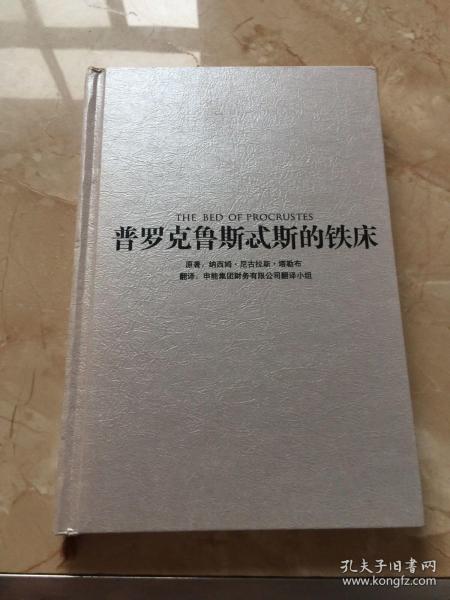 THE BED OF PROCRUSTES
普罗克鲁斯忒斯的铁床
原著：纳西姆·尼古拉斯·塔勒布
翻译：申能集团财务有限公司翻译小组
孔夫子旧书网
www.kongfz.com